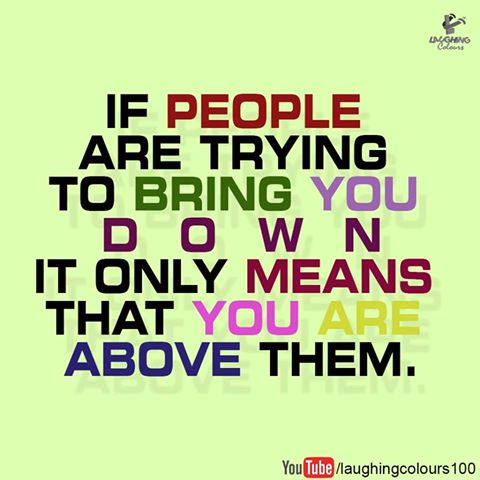 LAUGHING
Colours
IF PEOPLE
ARE TRYING
TO BRING YOU
D O W N
IT ONLY MEANS
THAT YOU ARE
ABOVE THEM.
YouTube/laughingcolours100